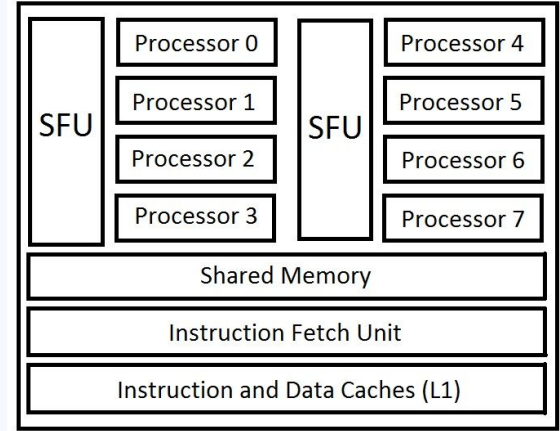 SFU
Processor 0
Processor 1
Processor 2
Processor 3
SFU
Processor 4
Processor 5
Processor 6
Processor 7
Shared Memory
Instruction Fetch Unit
Instruction and Data Caches (L1)